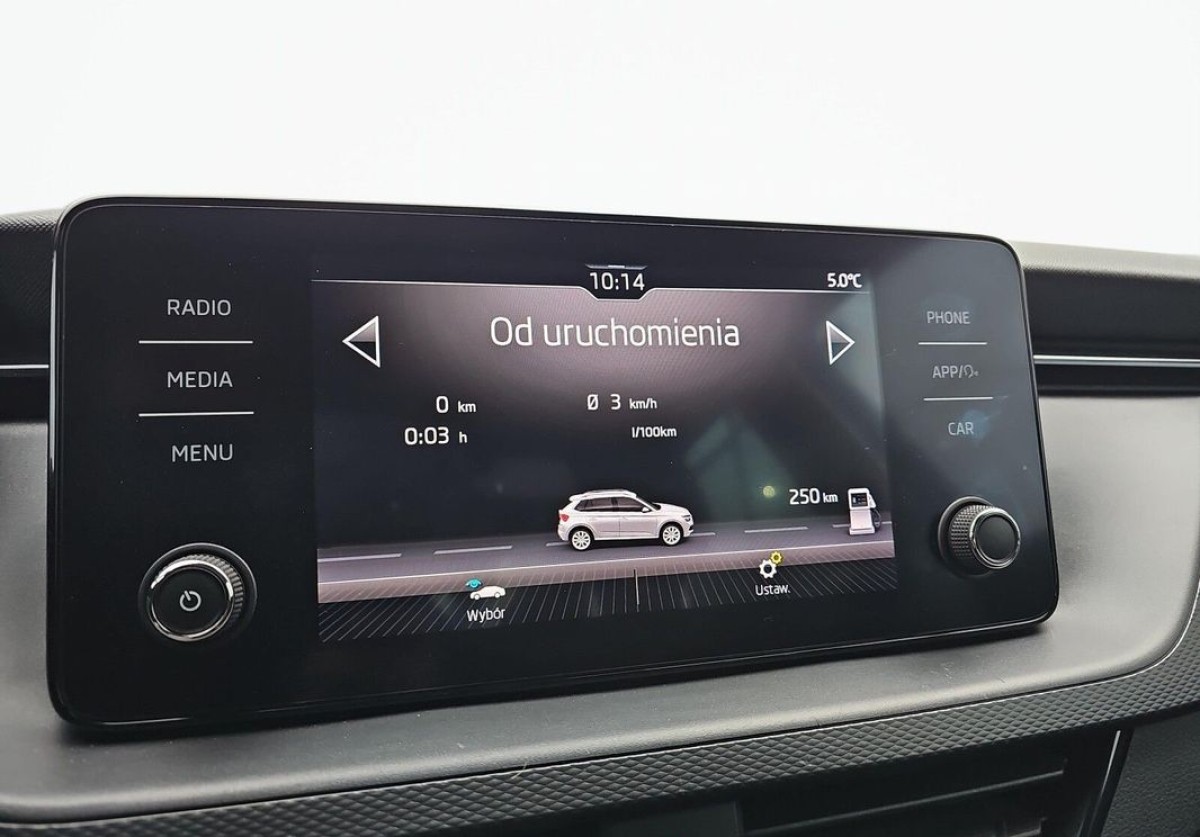 10:14
5.0°C
RADIO
MEDIA
MENU
Od uruchomienia
0 km
Ø 3 km/h
0:03 h
l/100km
250 km
Wybór
Ustaw.
PHONE
APP/
CAR